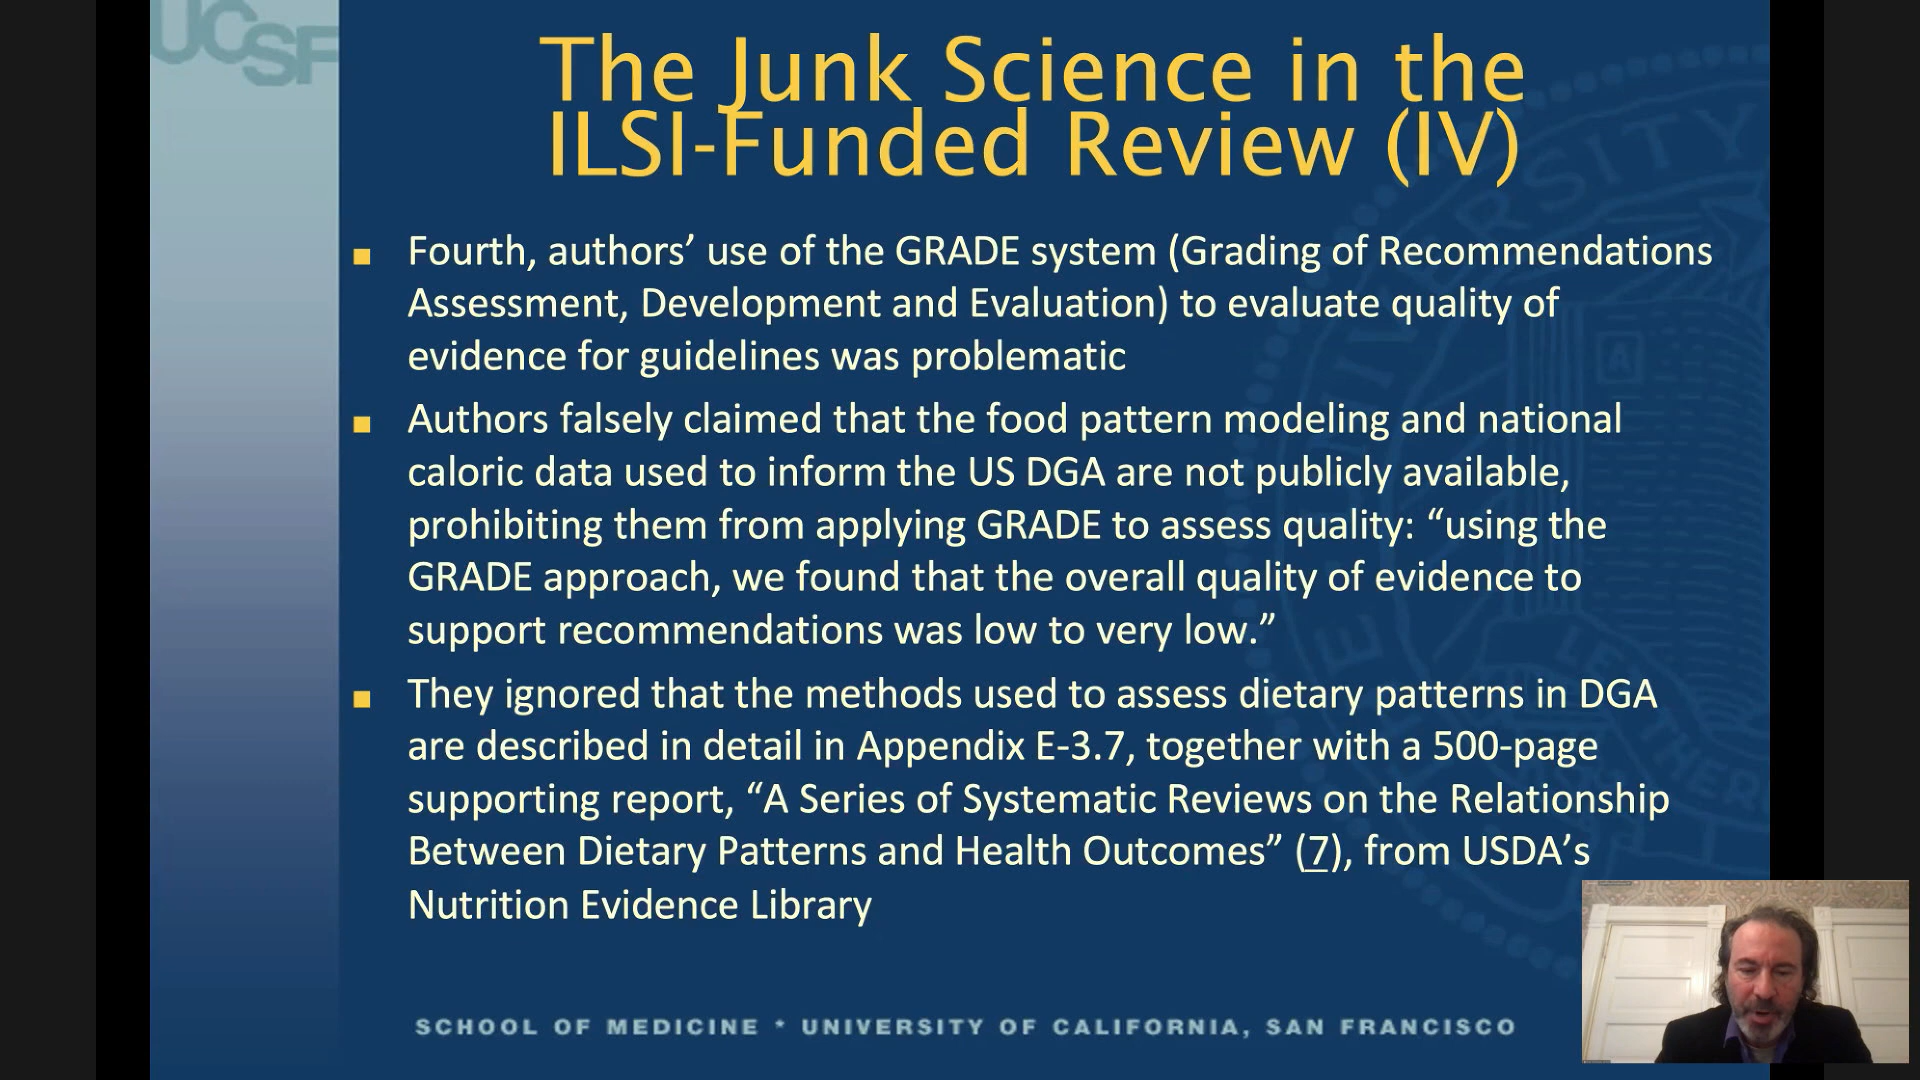 UCSF
The Junk Science in the
ILSI-Funded Review (IV)
Fourth, authors’ use of the GRADE system (Grading of Recommendations
Assessment, Development and Evaluation) to evaluate quality of
evidence for guidelines was problematic
Authors falsely claimed that the food pattern modeling and national
caloric data used to inform the US DGA are not publicly available,
prohibiting them from applying GRADE to assess quality: “using the
GRADE approach, we found that the overall quality of evidence to
support recommendations was low to very low.”
They ignored that the methods used to assess dietary patterns in DGA
are described in detail in Appendix E-3.7, together with a 500-page
supporting report, “A Series of Systematic Reviews on the Relationship
Between Dietary Patterns and Health Outcomes” (7), from USDA’s
Nutrition Evidence Library
SCHOOL OF MEDICINE * UNIVERSITY OF CALIFORNIA, SAN FRANCISCO